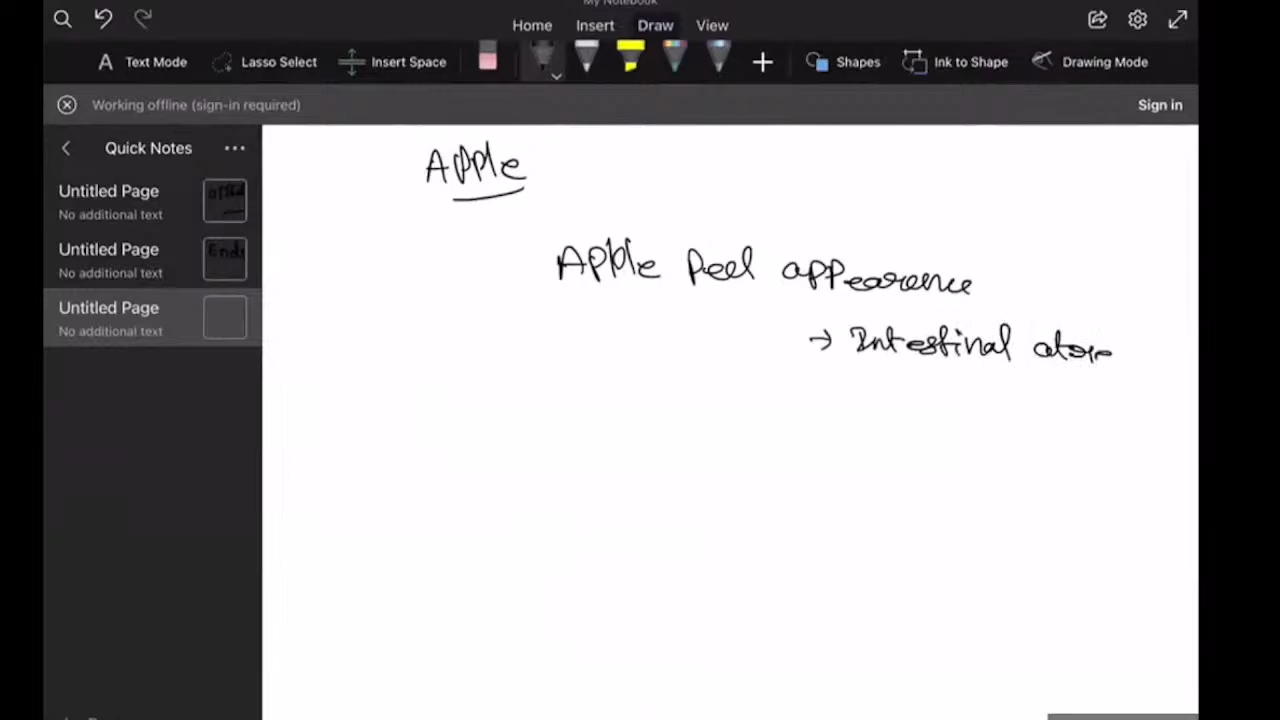 My Notebook
Home Insert Draw View
Text Mode Lasso Select Insert Space Shapes Ink to Shape Drawing Mode
Working offline (sign-in required) Sign in
Quick Notes
Untitled Page
No additional text
Untitled Page
No additional text
Untitled Page
No additional text
Apple
Apple Peel appearance
→ Intestinal